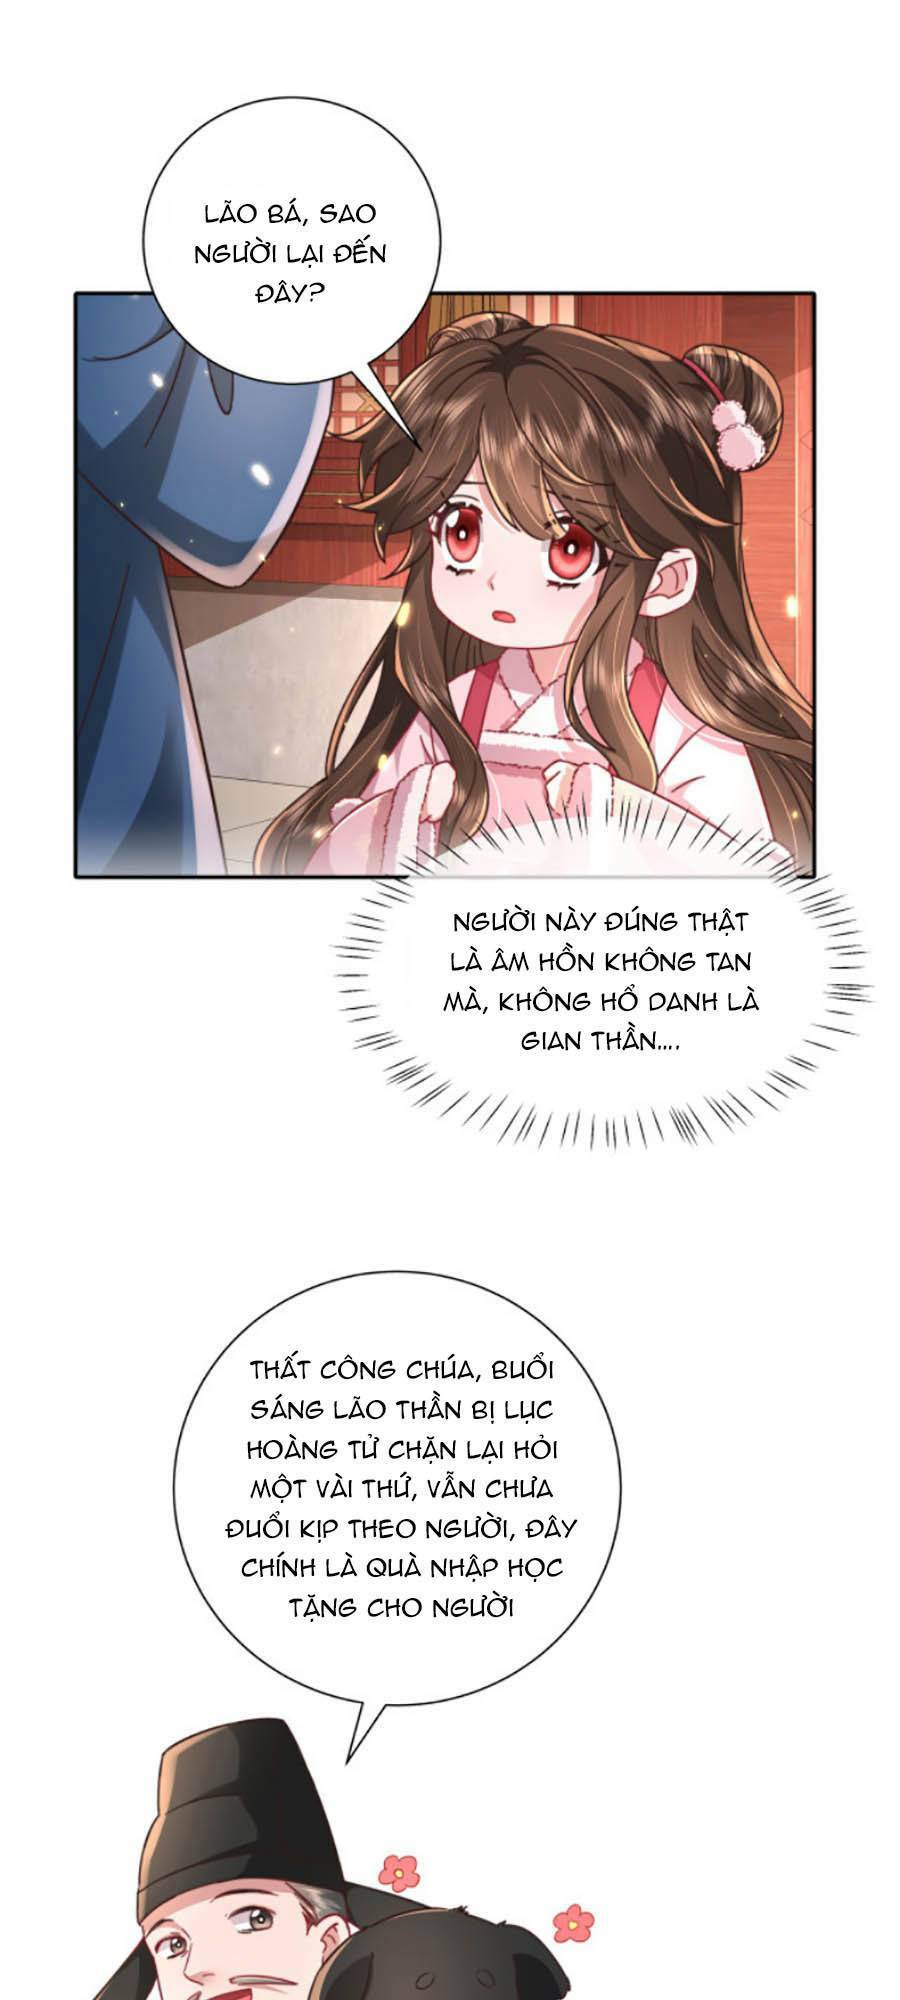 LÃO BÁ, SAO
NGƯỜI LẠI ĐẾN
ĐÂY?
NGƯỜI NÀY ĐÚNG THẬT
LÀ ÂM HỒN KHÔNG TAN
MÀ, KHÔNG HỔ DANH LÀ
GIAN THẦN....
THẤT CÔNG CHÚA, BUỔI
SÁNG LÃO THẦN BỊ LỤC
HOÀNG TỬ CHẶN LẠI HỎI
MỘT VÀI THỨ, VẪN CHƯA
ĐUỔI KỊP THEO NGƯỜI, ĐÂY
CHÍNH LÀ QUÀ NHẬP HỌC
TẶNG CHO NGƯỜI